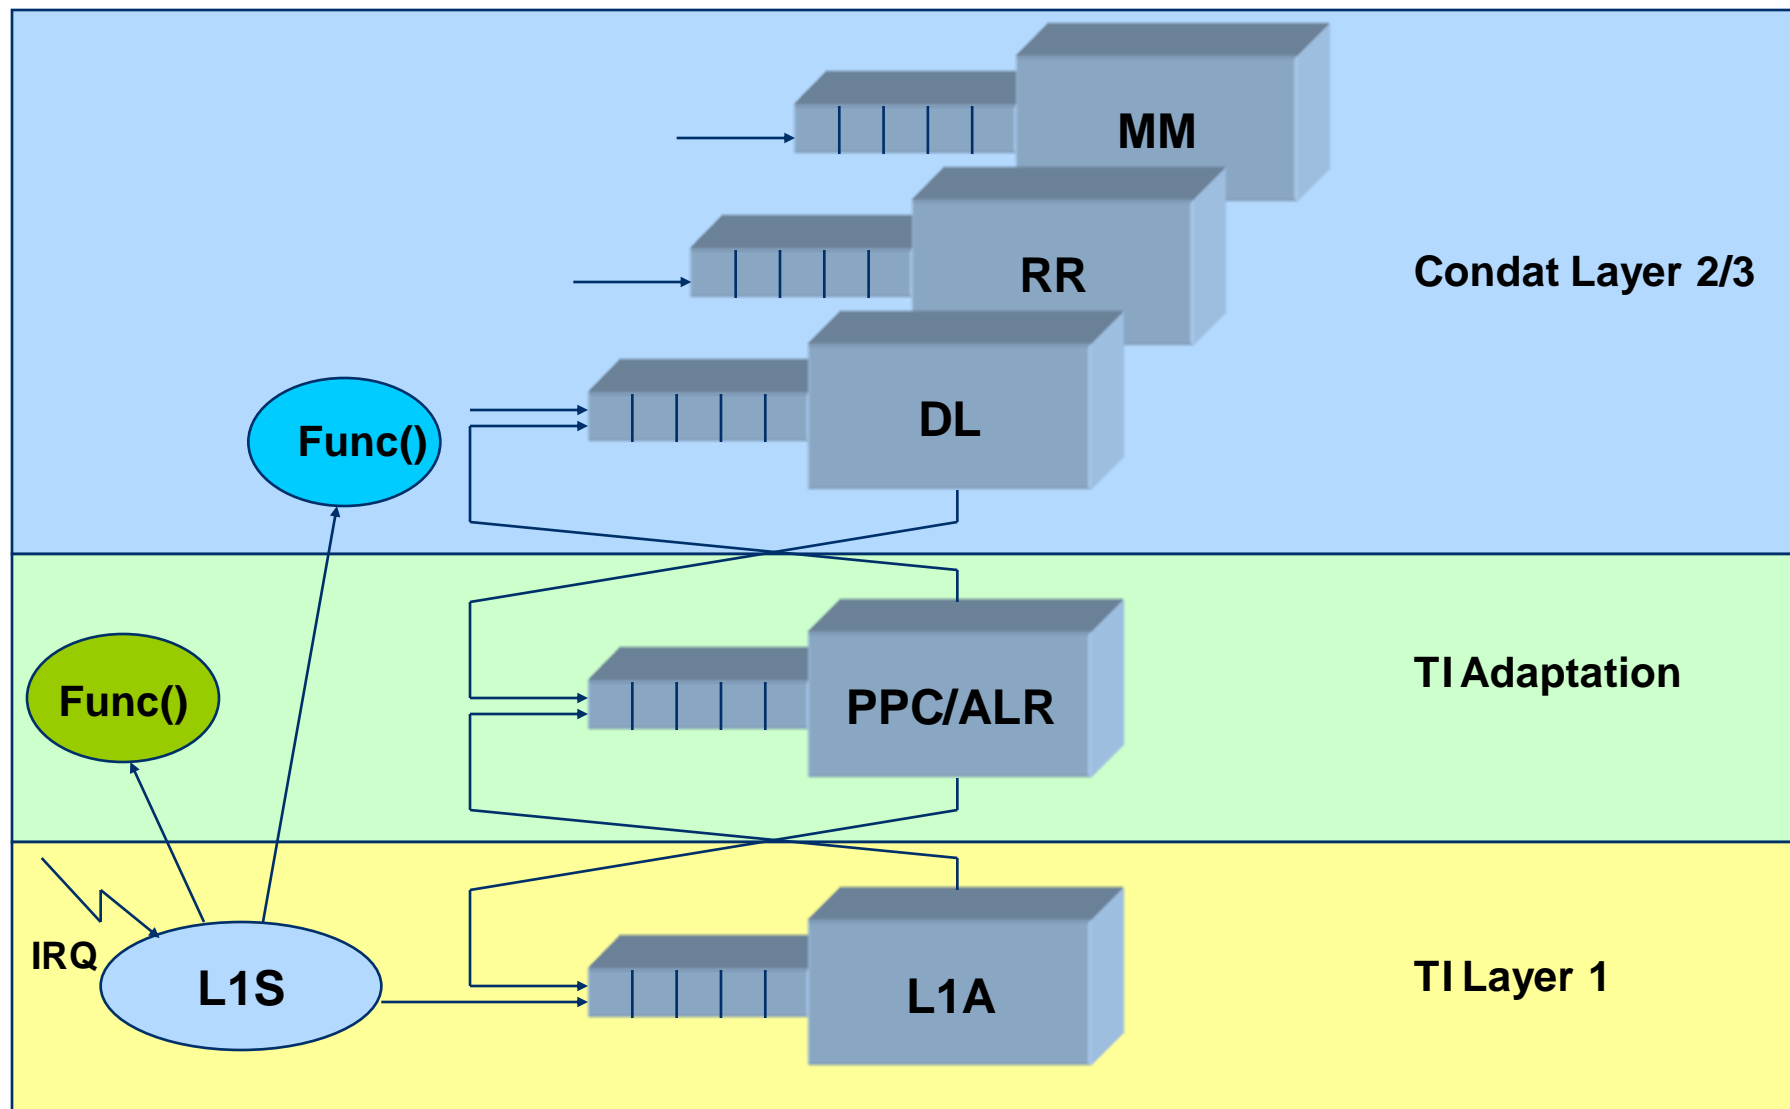 MM
RR
Condat Layer 2/3
DL
Func()
TI Adaptation
Func()
PPC/ALR
IRQ
L1S
L1A
TI Layer 1